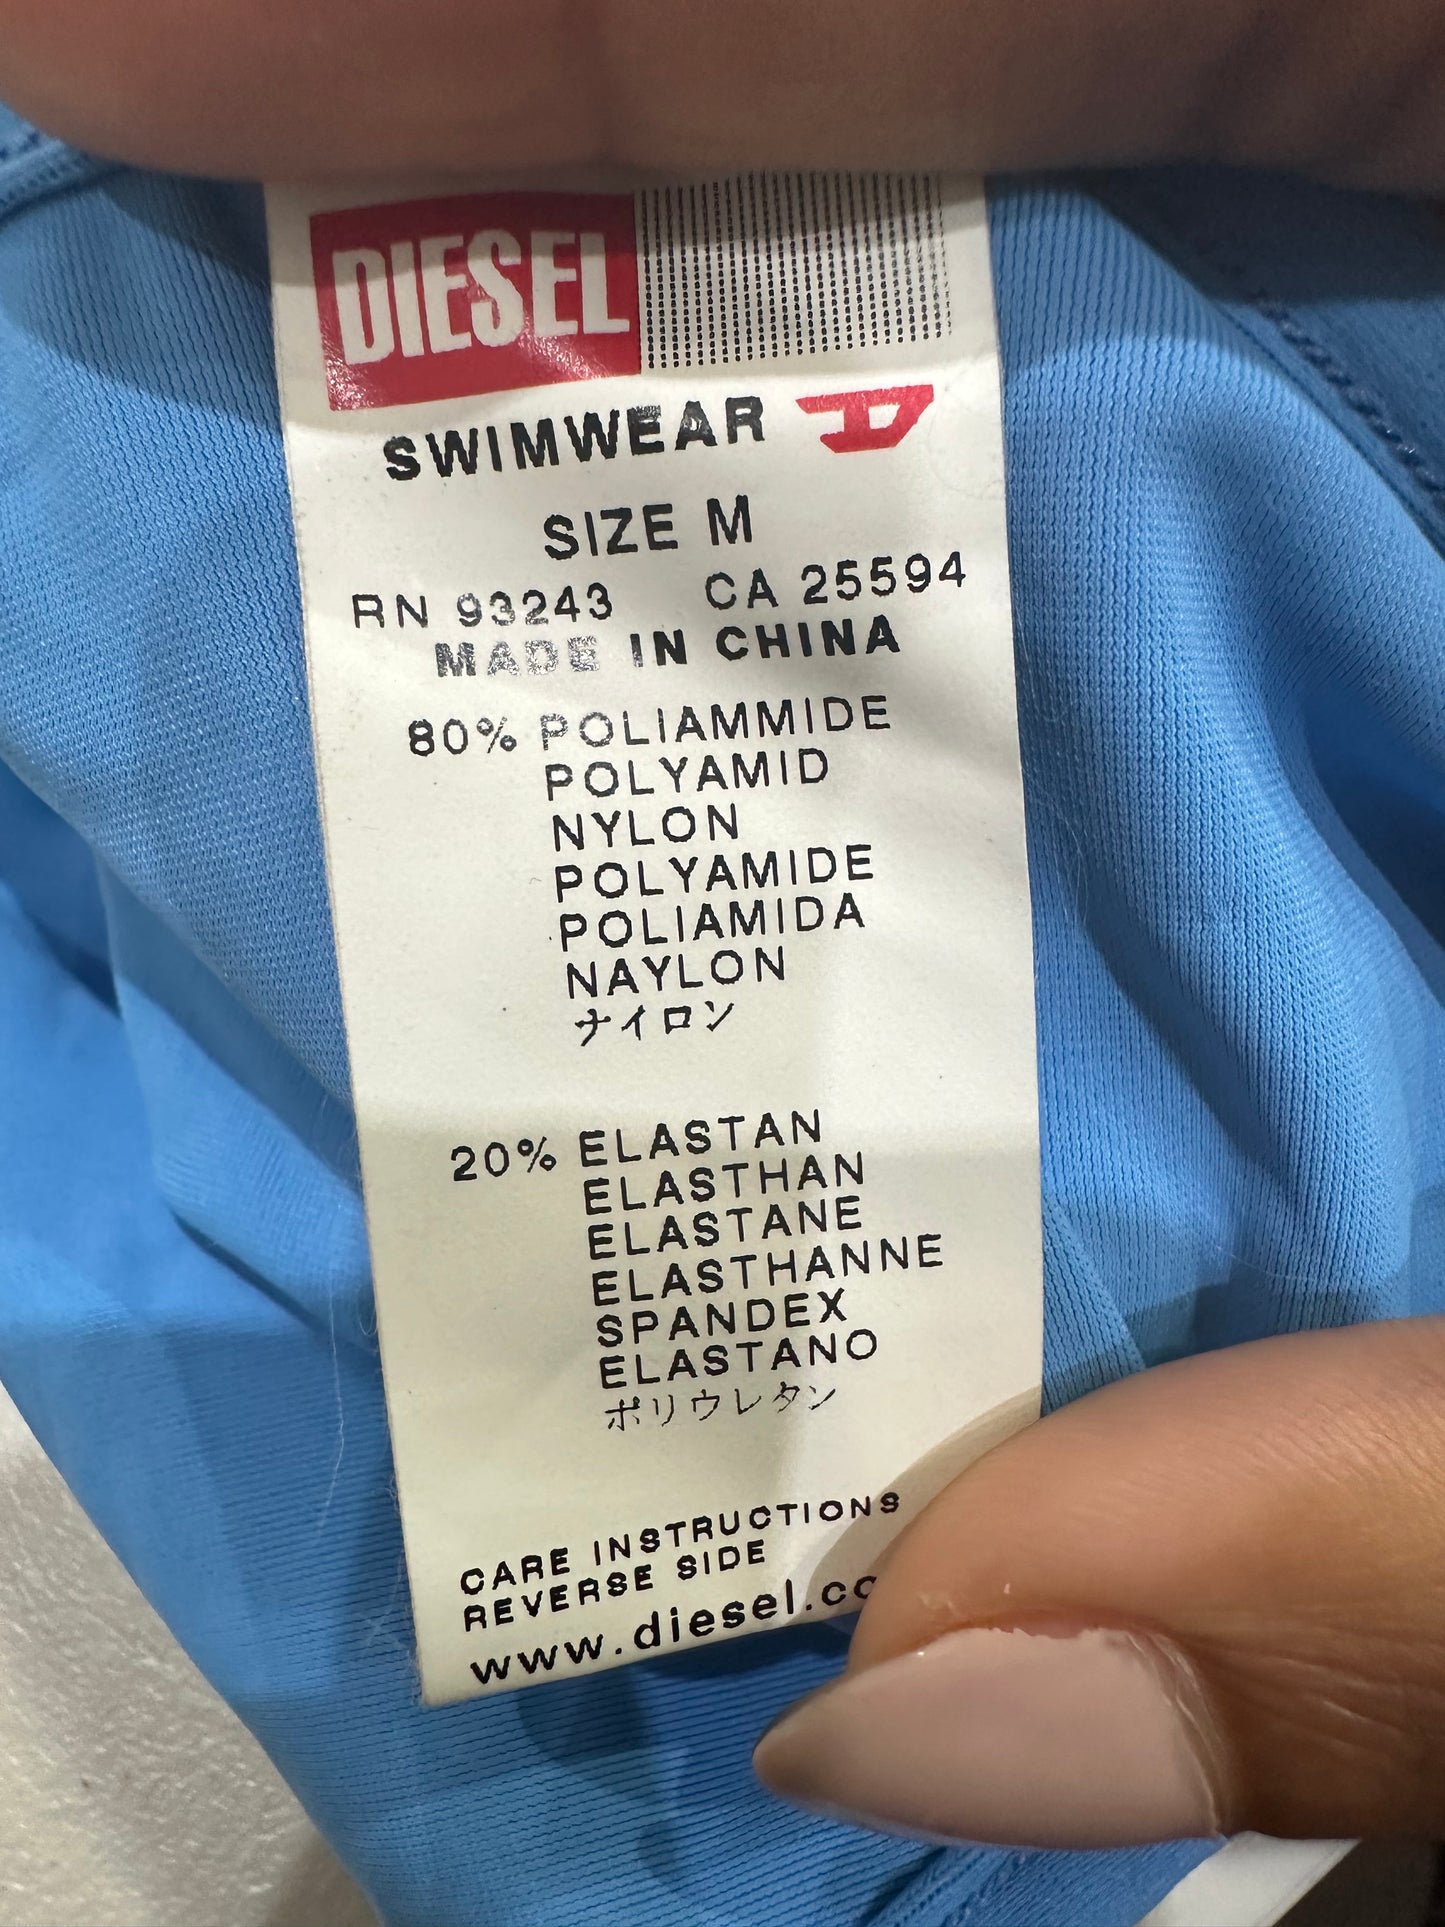 DIESEL
SWIMWEAR D
SIZE M
RN 93243 CA 25594
MADE IN CHINA
80% POLIAMMIDE
POLYAMID
NYLON
POLYAMIDE
POLIAMIDA
NAYLON
ナイロン
20% ELASTAN
ELASTHAN
ELASTANE
ELASTHANNE
SPANDEX
ELASTANO
ポリウレタン
CARE INSTRUCTIONS
REVERSE SIDE
www.diesel.co